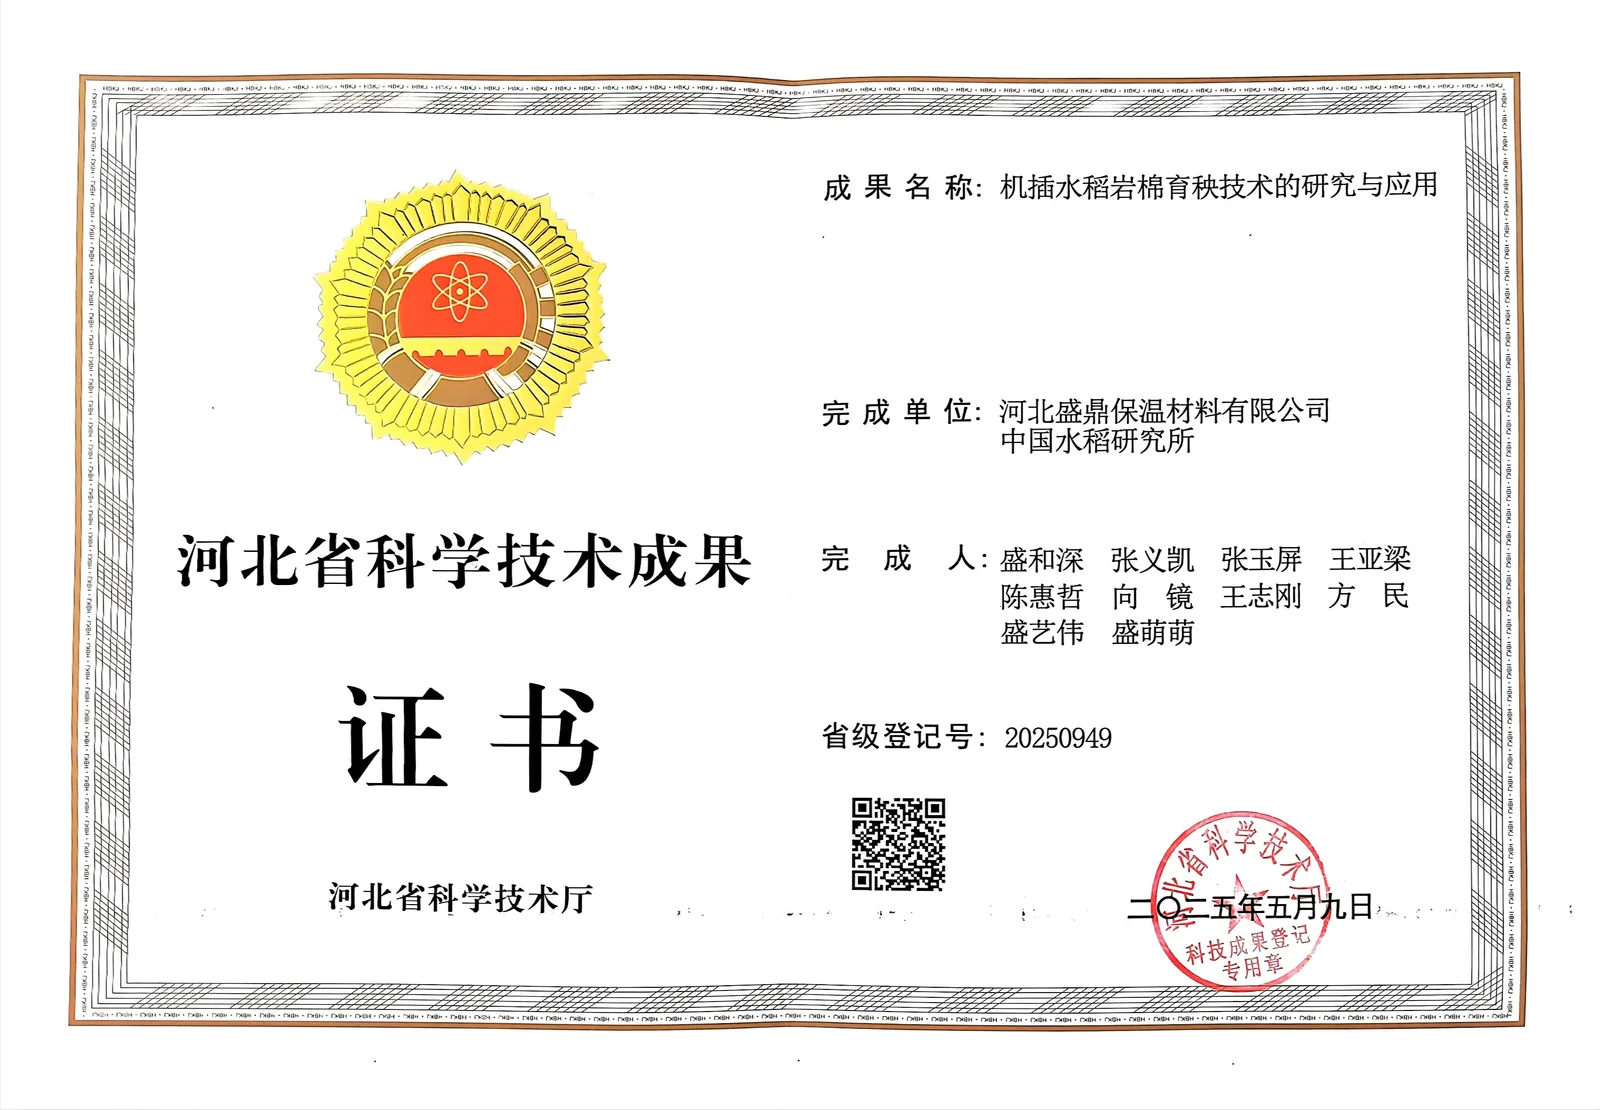 河北省科学技术成果
证书
河北省科学技术厅
成果名称：机插水稻岩棉育秧技术的研究与应用
完成单位：河北盛鼎保温材料有限公司
中国水稻研究所
完成人：盛和深 张义凯 张玉屏 王亚梁
陈惠哲 向镜 王志刚 方民
盛艺伟 盛萌萌
省级登记号：20250949
二〇二五年五月九日
河北省科学技术厅
科技成果登记
专用章